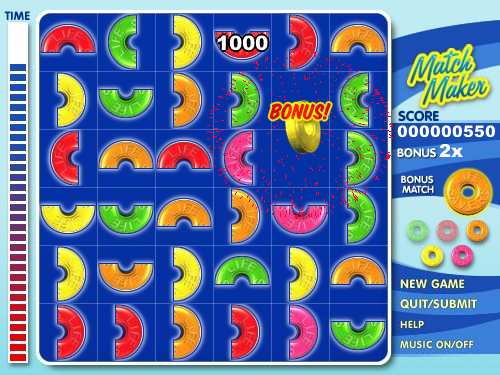 TIME
1000
BONUS!
Match
Maker
SCORE
000000550
BONUS 2x
BONUS
MATCH
NEW GAME
QUIT/SUBMIT
HELP
MUSIC ON/OFF